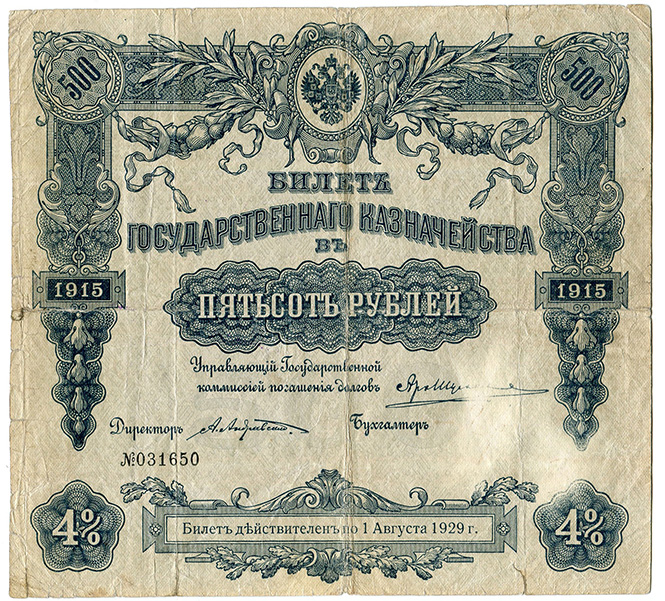 500 500
БИЛЕТЪ
ГОСУДАРСТВЕННАГО КАЗНАЧЕЙСТВА
ВЪ
1915 ПЯТЬСОТЪ РУБЛЕЙ 1915
Управляющій Государственной
коммиссіей погашенія долговъ
Директоръ Бухгалтеръ
№031650
4% 4%
Билетъ дѣйствителенъ по 1 Августа 1929 г.